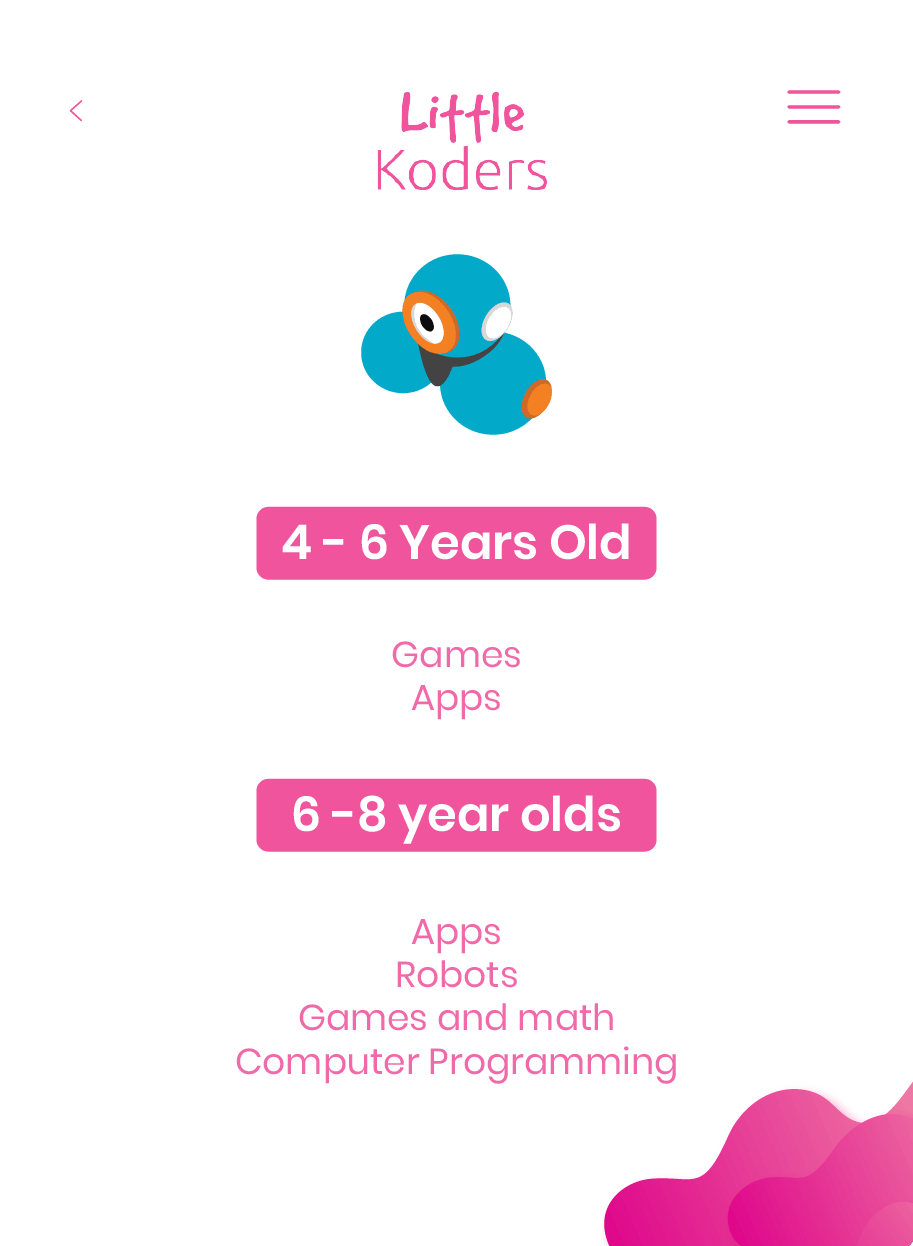 Little
Koders
4 - 6 Years Old
Games
Apps
6 -8 year olds
Apps
Robots
Games and math
Computer Programming